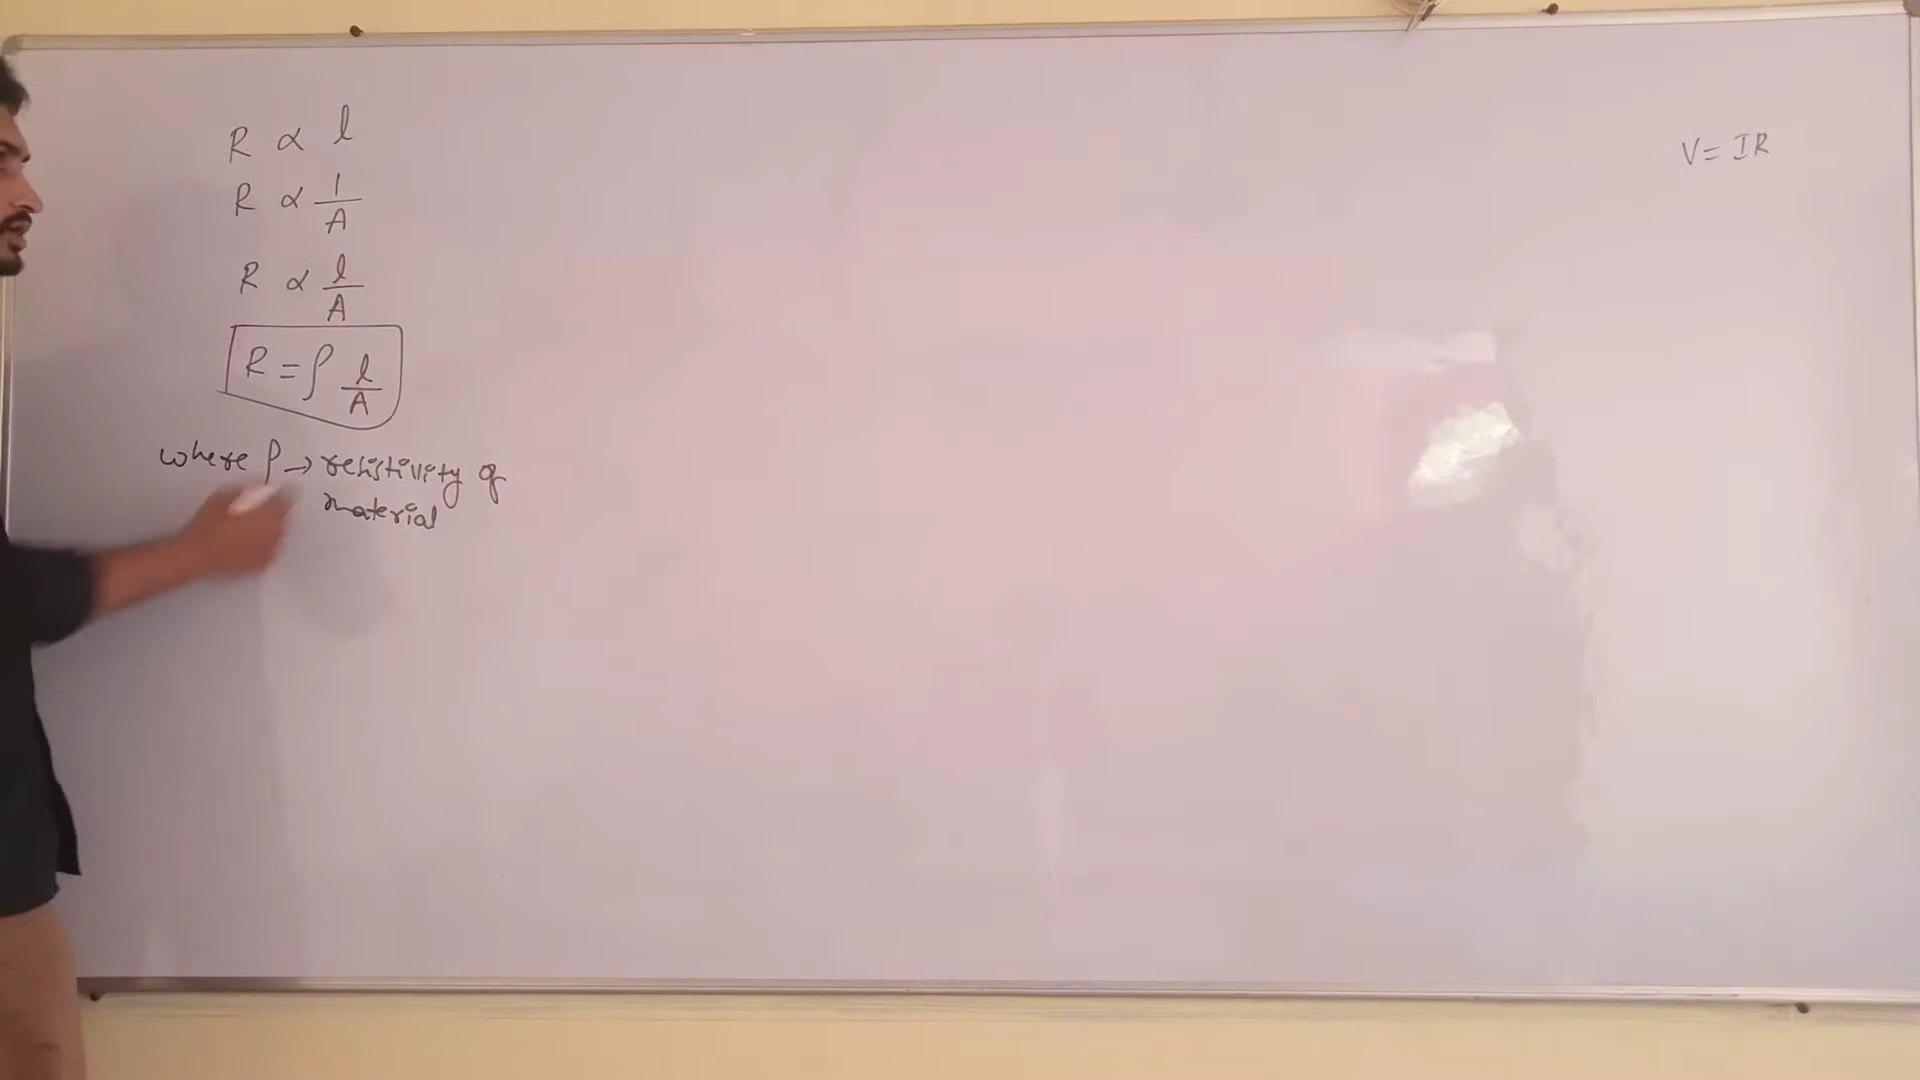 R ∝ l
R ∝ 1/A
R ∝ l/A
R = ρ l/A
where ρ → resistivity of
material
V = IR